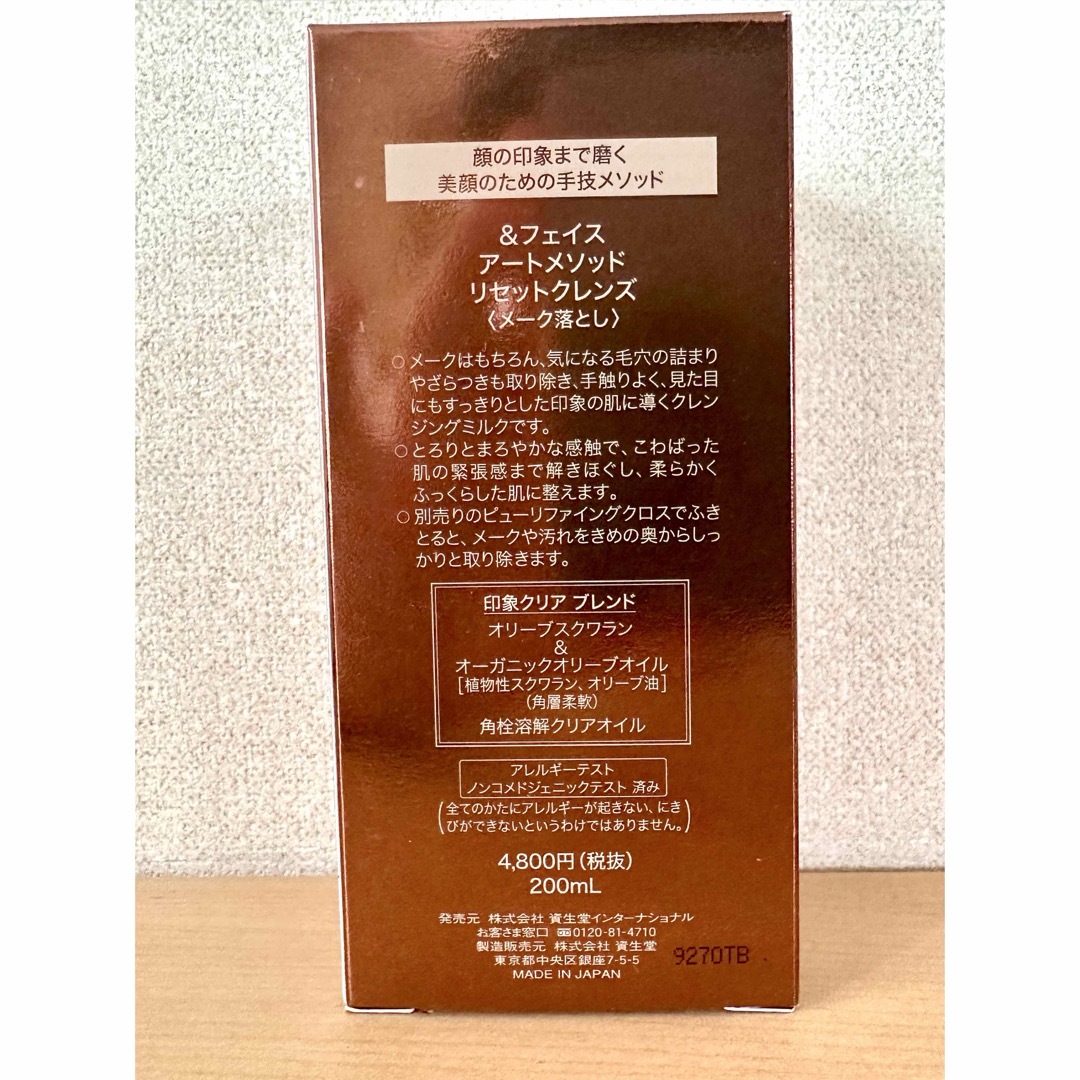 顔の印象まで磨く
美顔のための手技メソッド
&フェイス
アートメソッド
リセットクレンズ
〈メーク落とし〉
○メークはもちろん、気になる毛穴の詰まり
やざらつきも取り除き、手触りよく、見た目
にもすっきりとした印象の肌に導くクレン
ジングミルクです。
○とろりとまろやかな感触で、こわばった
肌の緊張感まで解きほぐし、柔らかく
ふっくらした肌に整えます。
○別売りのピューリファイングクロスでふき
とると、メークや汚れをきめの奥からしっ
かりと取り除きます。
印象クリア ブレンド
オリーブスクワラン
&
オーガニックオリーブオイル
[植物性スクワラン、オリーブ油]
(角層柔軟)
角栓溶解クリアオイル
アレルギーテスト
ノンコメドジェニックテスト 済み
(全てのかたにアレルギーが起きない、にき
びができないというわけではありません。)
4,800円(税抜)
200mL
発売元 株式会社 資生堂インターナショナル
お客さま窓口 0120-81-4710
製造販売元 株式会社 資生堂
東京都中央区銀座7-5-5
MADE IN JAPAN
9270TB